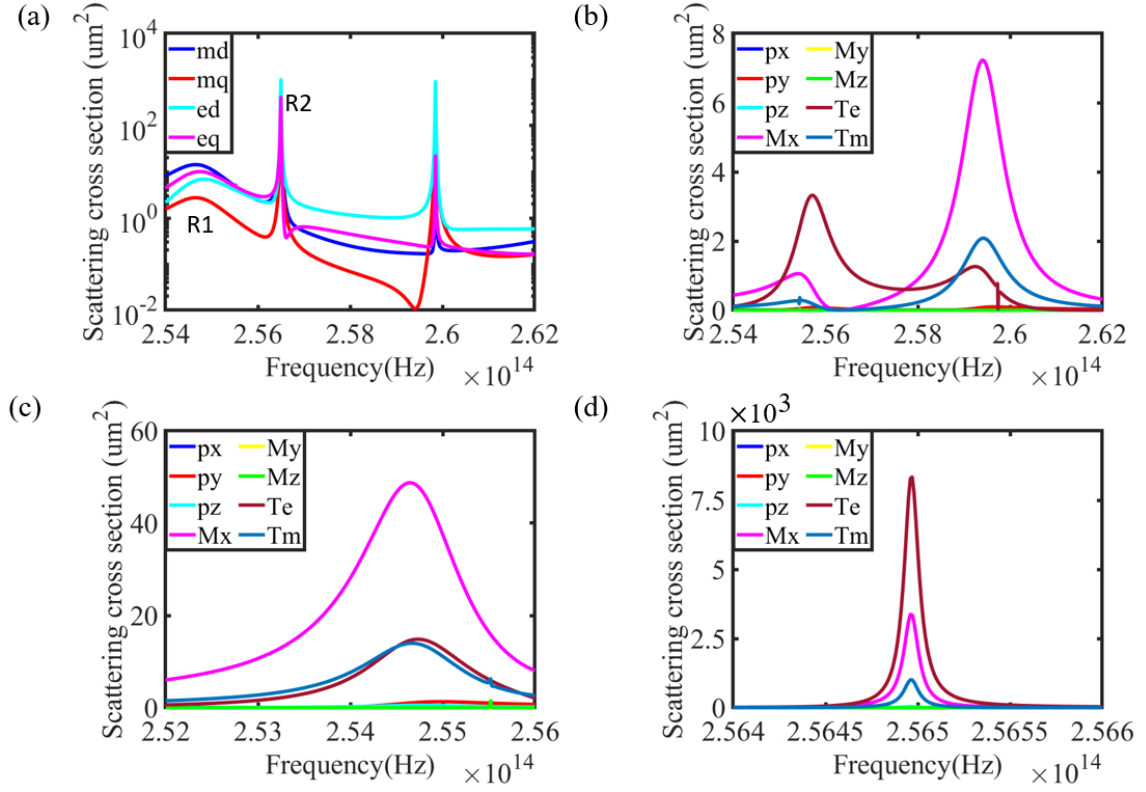 (a)
Scattering cross section (um²)
10⁴
10²
10⁰
10⁻²
md
mq
ed
eq
R1
R2
2.54 2.56 2.58 2.6 2.62
Frequency(Hz) ×10¹⁴
(b)
Scattering cross section (um²)
8
6
4
2
0
px My
py Mz
pz Te
Mx Tm
2.54 2.56 2.58 2.6 2.62
Frequency(Hz) ×10¹⁴
(c)
Scattering cross section (um²)
60
40
20
0
px My
py Mz
pz Te
Mx Tm
2.52 2.53 2.54 2.55 2.56
Frequency(Hz) ×10¹⁴
(d)
×10³
Scattering cross section (um²)
10
7.5
5
2.5
0
px My
py Mz
pz Te
Mx Tm
2.564 2.5645 2.565 2.5655 2.566
Frequency(Hz) ×10¹⁴